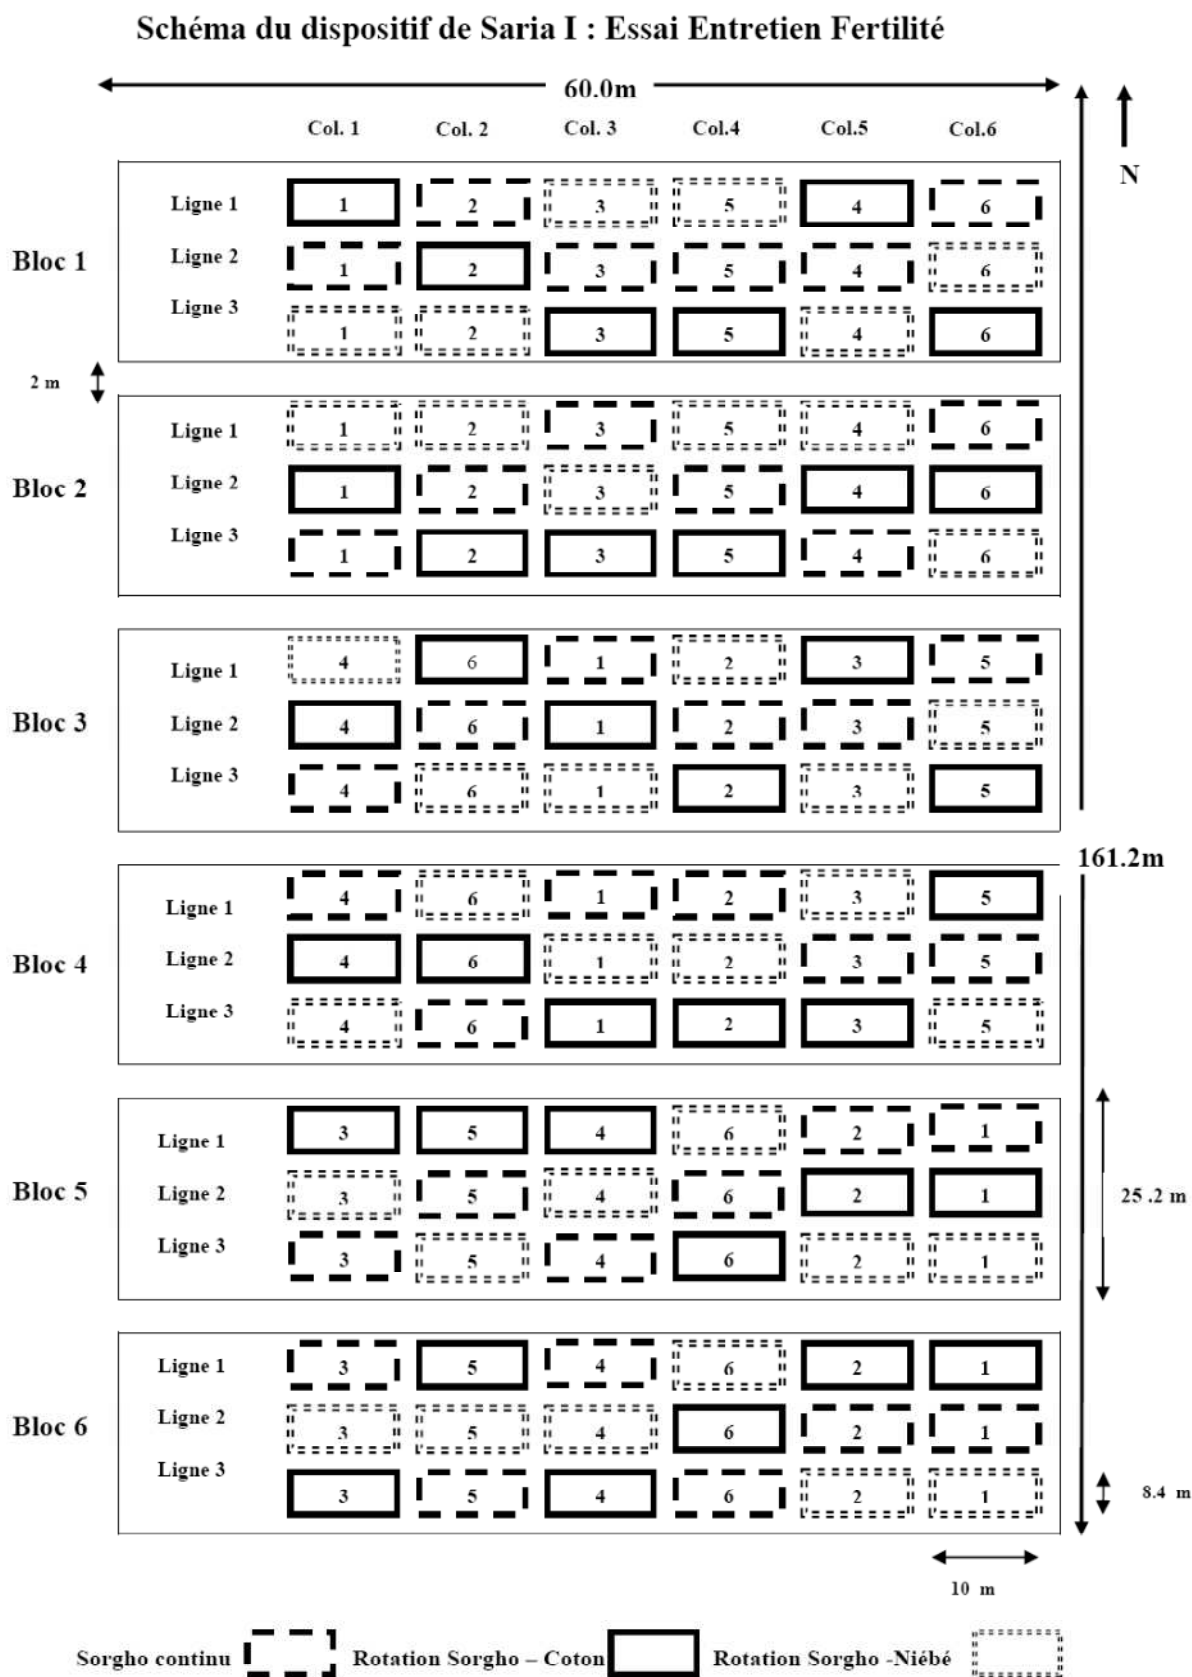 Schéma du dispositif de Saria I : Essai Entretien Fertilité
60.0m
Col. 1 Col. 2 Col. 3 Col.4 Col.5 Col.6
N
Bloc 1
Ligne 1 1 2 3 5 4 6
Ligne 2 1 2 3 5 4 6
Ligne 3 1 2 3 5 4 6
2 m
Bloc 2
Ligne 1 1 2 3 5 4 6
Ligne 2 1 2 3 5 4 6
Ligne 3 1 2 3 5 4 6
Bloc 3
Ligne 1 4 6 1 2 3 5
Ligne 2 4 6 1 2 3 5
Ligne 3 4 6 1 2 3 5
161.2m
Bloc 4
Ligne 1 4 6 1 2 3 5
Ligne 2 4 6 1 2 3 5
Ligne 3 4 6 1 2 3 5
Bloc 5
Ligne 1 3 5 4 6 2 1
Ligne 2 3 5 4 6 2 1
Ligne 3 3 5 4 6 2 1
25 .2 m
Bloc 6
Ligne 1 3 5 4 6 2 1
Ligne 2 3 5 4 6 2 1
Ligne 3 3 5 4 6 2 1
8.4 m
10 m
Sorgho continu Rotation Sorgho – Coton Rotation Sorgho -Niébé